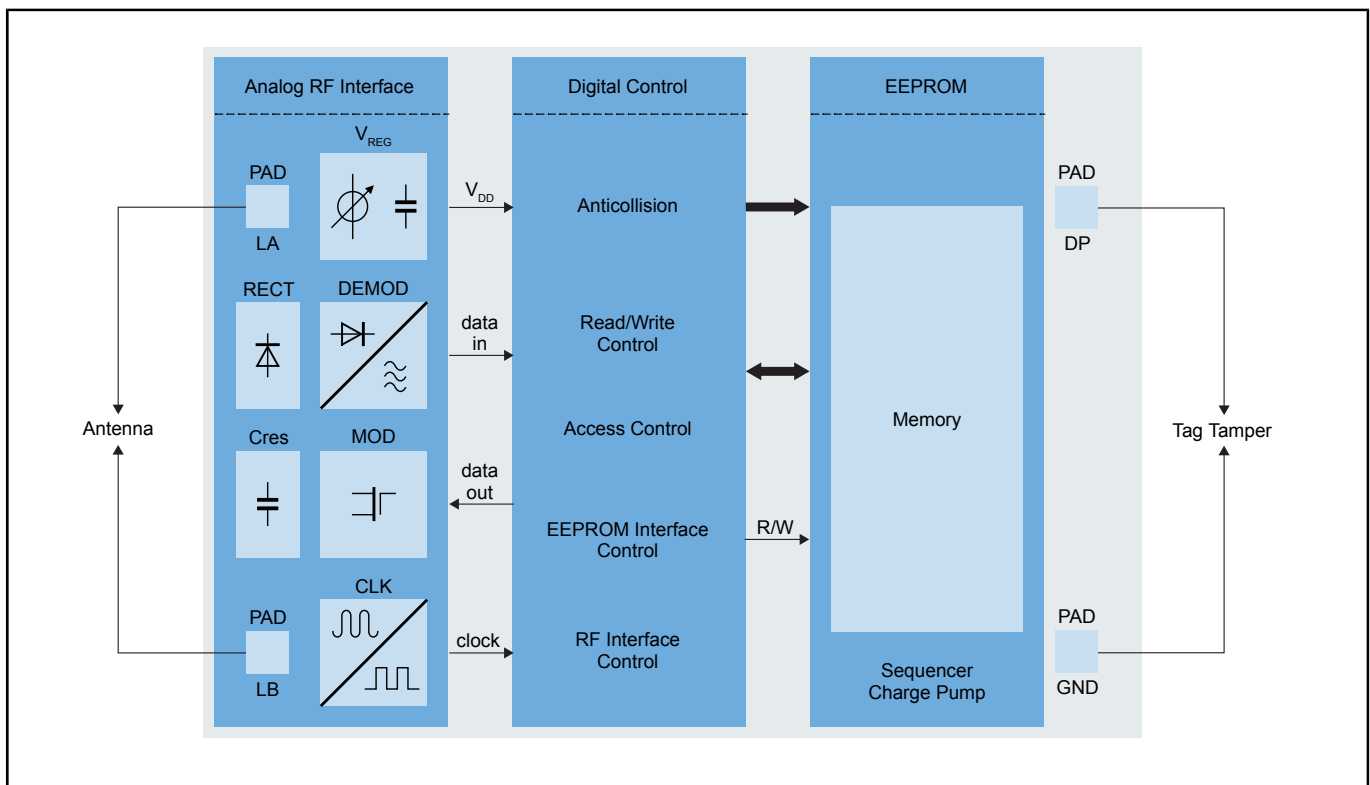 Analog RF Interface
Digital Control
EEPROM
V_REG
PAD
LA
V_DD
Anticollision
PAD
DP
RECT
DEMOD
data
in
Read/Write
Control
Antenna
Cres
MOD
data
out
Access Control
Memory
Tag Tamper
EEPROM Interface
Control
R/W
CLK
PAD
LB
clock
RF Interface
Control
Sequencer
Charge Pump
PAD
GND